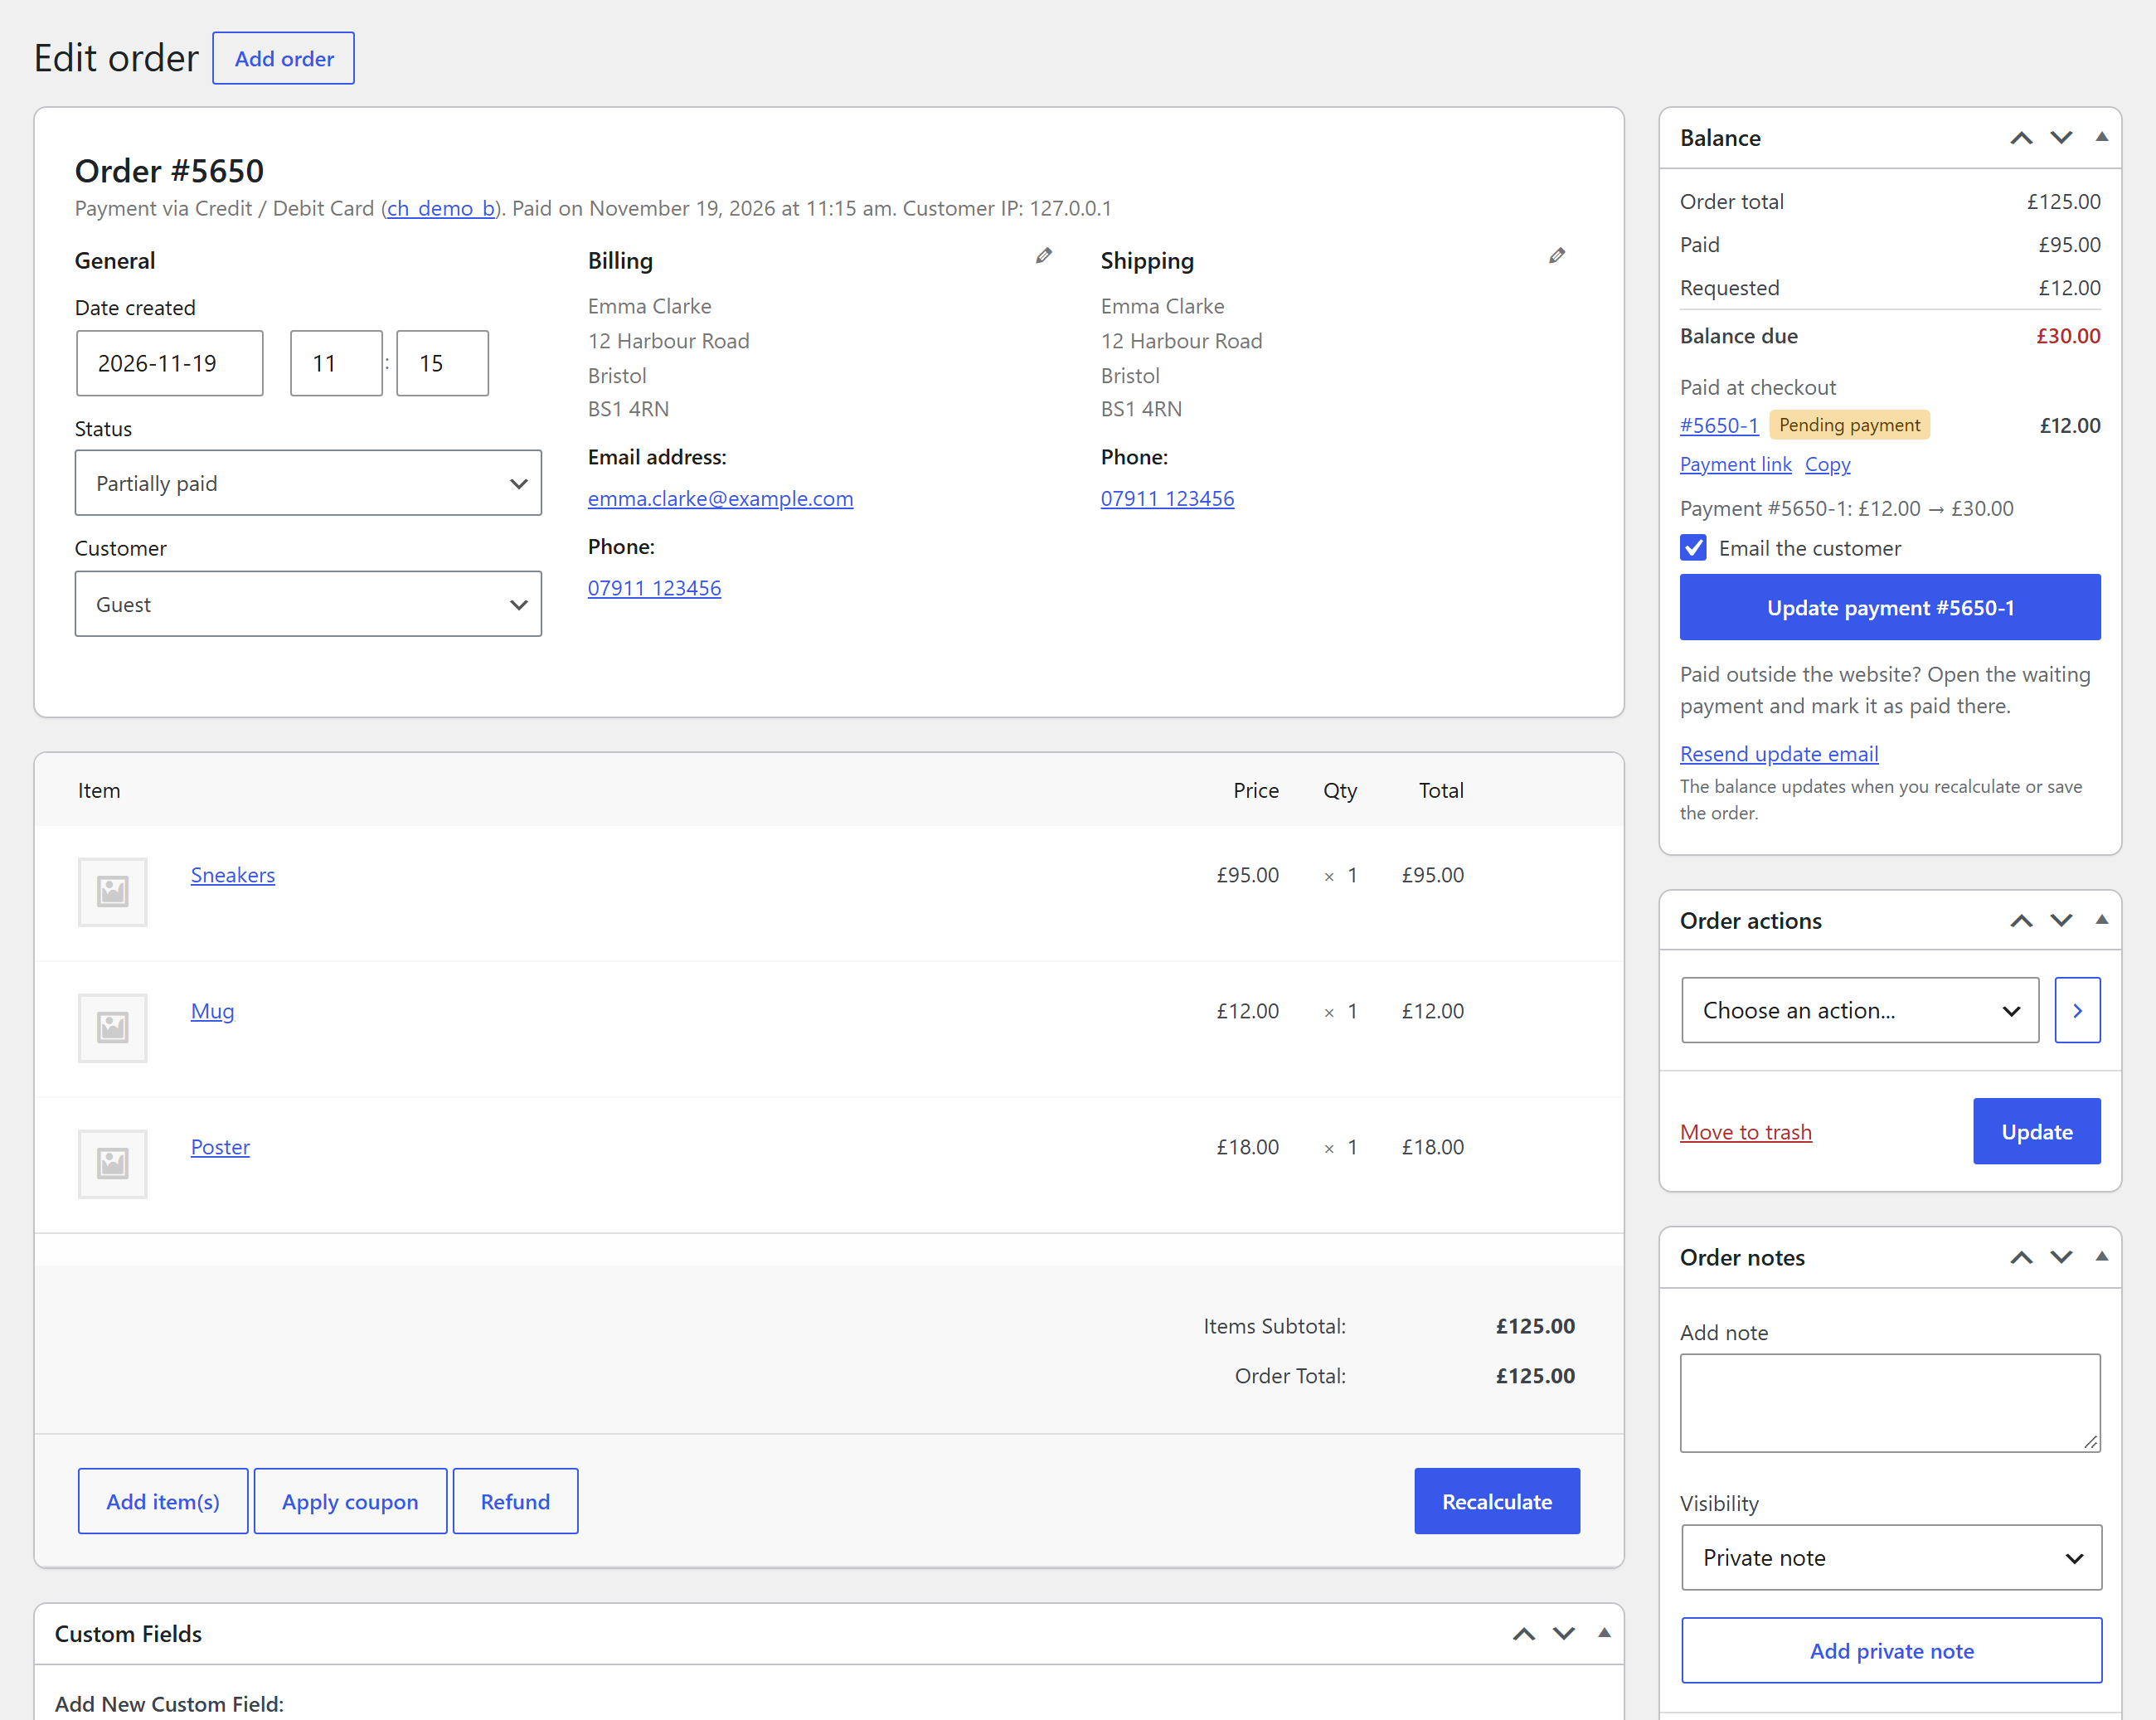 Edit order
Add order
Order #5650
Payment via Credit / Debit Card (ch_demo_b). Paid on November 19, 2026 at 11:15 am. Customer IP: 127.0.0.1
General
Date created
2026-11-19
11 : 15
Status
Partially paid
Customer
Guest
Billing
Emma Clarke
12 Harbour Road
Bristol
BS1 4RN
Email address:
emma.clarke@example.com
Phone:
07911 123456
Shipping
Emma Clarke
12 Harbour Road
Bristol
BS1 4RN
Phone:
07911 123456
Item Price Qty Total
Sneakers £95.00 × 1 £95.00
Mug £12.00 × 1 £12.00
Poster £18.00 × 1 £18.00
Items Subtotal: £125.00
Order Total: £125.00
Add item(s) Apply coupon Refund Recalculate
Custom Fields
Add New Custom Field:
Balance
Order total £125.00
Paid £95.00
Requested £12.00
Balance due £30.00
Paid at checkout
#5650-1 Pending payment £12.00
Payment link Copy
Payment #5650-1: £12.00 → £30.00
Email the customer
Update payment #5650-1
Paid outside the website? Open the waiting
payment and mark it as paid there.
Resend update email
The balance updates when you recalculate or save
the order.
Order actions
Choose an action...
Move to trash Update
Order notes
Add note
Visibility
Private note
Add private note